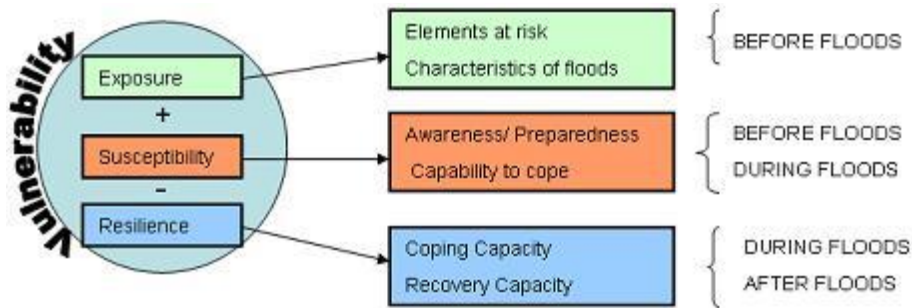 Vulnerability
Exposure
+
Susceptibility
-
Resilience
Elements at risk
Characteristics of floods
BEFORE FLOODS
Awareness/ Preparedness
Capability to cope
BEFORE FLOODS
DURING FLOODS
Coping Capacity
Recovery Capacity
DURING FLOODS
AFTER FLOODS